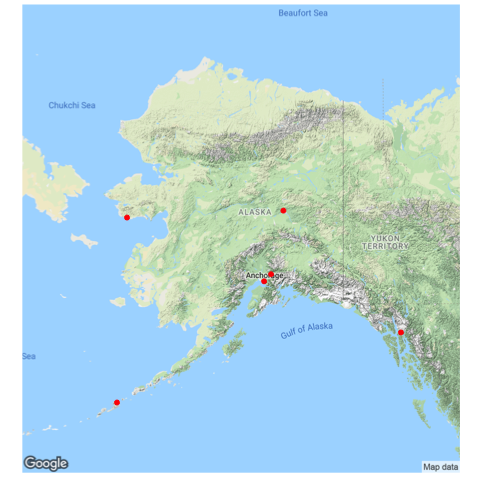 Beaufort Sea
Chukchi Sea
ALASKA
YUKON
TERRITORY
Anchorage
Gulf of Alaska
Sea
Google
Map data